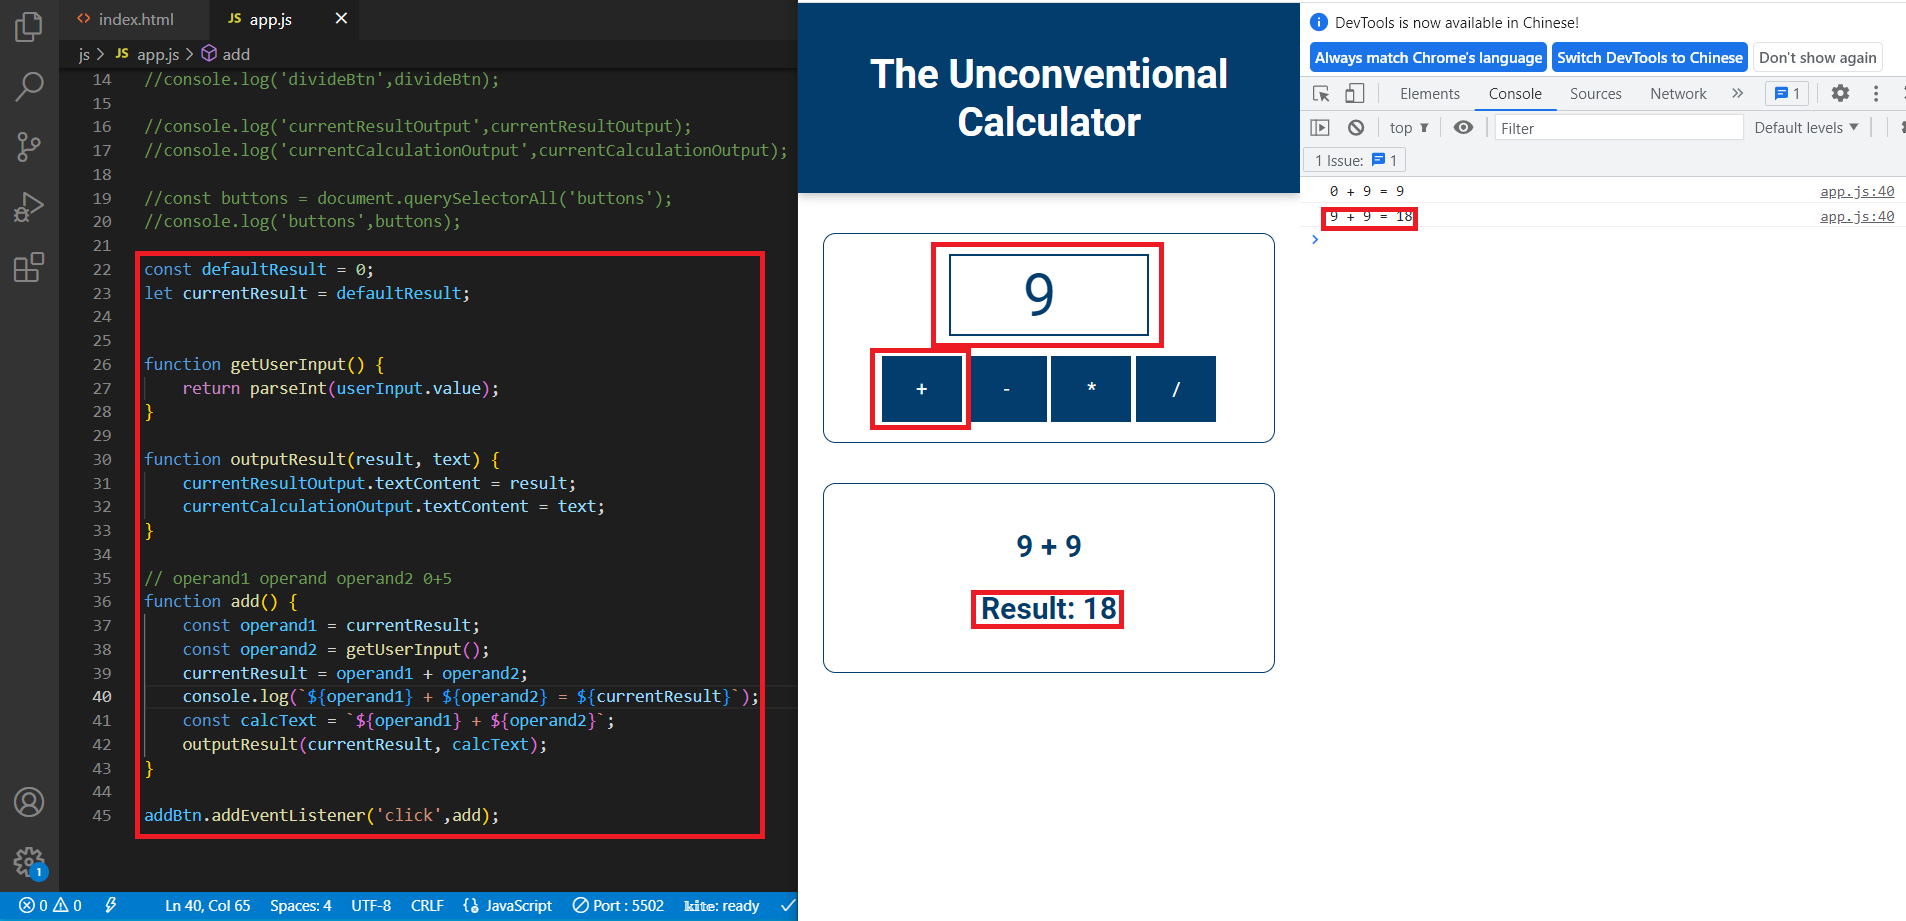 index.html
JS app.js ×
js > JS app.js > add
14 //console.log('divideBtn',divideBtn);
15
16 //console.log('currentResultOutput',currentResultOutput);
17 //console.log('currentCalculationOutput',currentCalculationOutput);
18
19 //const buttons = document.querySelectorAll('buttons');
20 //console.log('buttons',buttons);
21
22 const defaultResult = 0;
23 let currentResult = defaultResult;
24
25
26 function getUserInput() {
27 return parseInt(userInput.value);
28 }
29
30 function outputResult(result, text) {
31 currentResultOutput.textContent = result;
32 currentCalculationOutput.textContent = text;
33 }
34
35 // operand1 operand operand2 0+5
36 function add() {
37 const operand1 = currentResult;
38 const operand2 = getUserInput();
39 currentResult = operand1 + operand2;
40 console.log(`${operand1} + ${operand2} = ${currentResult}`);
41 const calcText = `${operand1} + ${operand2}`;
42 outputResult(currentResult, calcText);
43 }
44
45 addBtn.addEventListener('click',add);
1
0 0 Ln 40, Col 65 Spaces: 4 UTF-8 CRLF JavaScript Port : 5502 kite: ready
The Unconventional
Calculator
9
+ - * /
9 + 9
Result: 18
DevTools is now available in Chinese!
Always match Chrome's language Switch DevTools to Chinese Don't show again
Elements Console Sources Network » 1
top Filter Default levels
1 Issue: 1
0 + 9 = 9 app.js:40
9 + 9 = 18 app.js:40
>